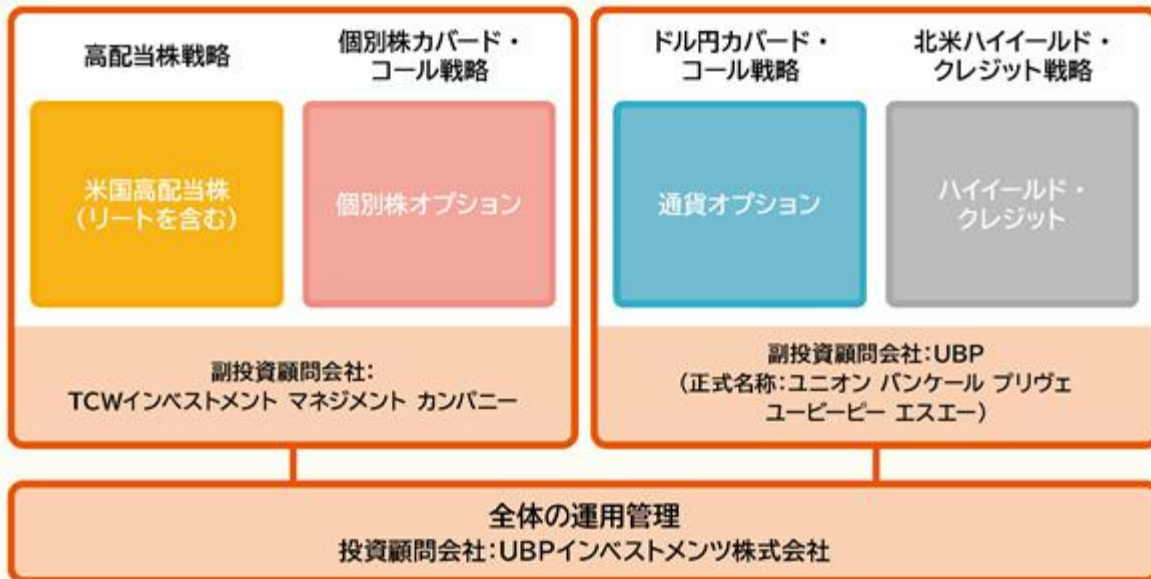 高配当株戦略
個別株カバード・
コール戦略
ドル円カバード・
コール戦略
北米ハイイールド・
クレジット戦略
米国高配当株
(リートを含む)
個別株オプション
通貨オプション
ハイイールド・
クレジット
副投資顧問会社:
TCWインベストメント マネジメント カンパニー
副投資顧問会社:UBP
(正式名称:ユニオン バンケール プリヴェ
ユービーピー エスエー)
全体の運用管理
投資顧問会社:UBPインベストメンツ株式会社